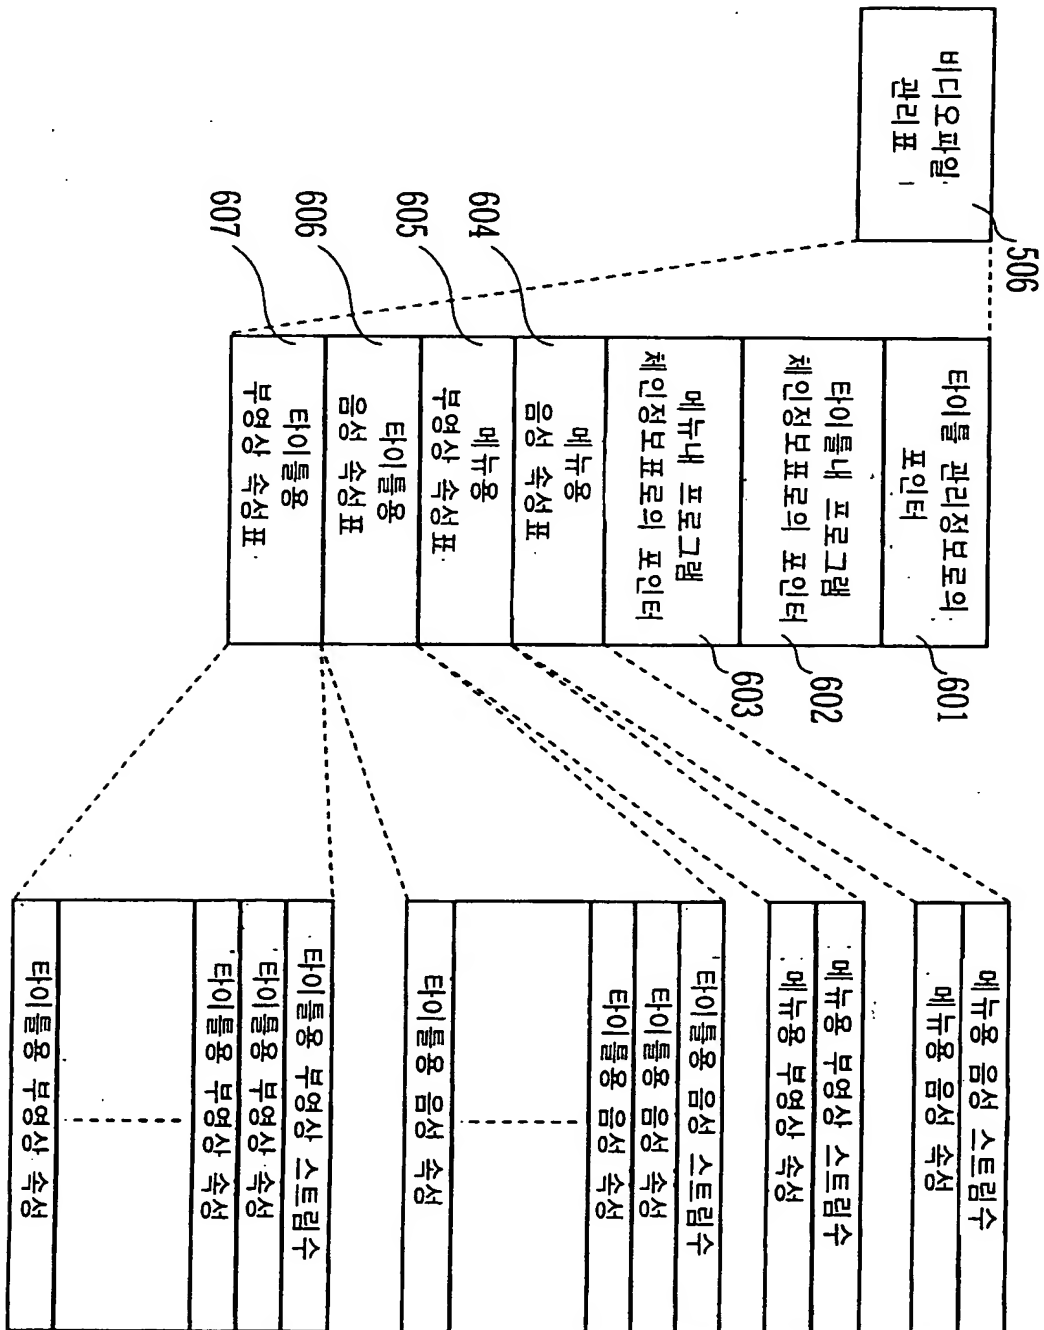 비디오파일
관리표
506
타이틀 관리정보로의
포인터
601
타이틀내 프로그램
체인정보표로의 포인터
602
메뉴내 프로그램
체인정보표로의 포인터
603
메뉴용
음성 속성표
604
메뉴용
부영상 속성표
605
타이틀용
음성 속성표
606
타이틀용
부영상 속성표
607
메뉴용 음성 스트림수
메뉴용 음성 속성
메뉴용 부영상 스트림수
메뉴용 부영상 속성
타이틀용 음성 스트림수
타이틀용 음성 속성
타이틀용 음성 속성
타이틀용 음성 속성
타이틀용 부영상 스트림수
타이틀용 부영상 속성
타이틀용 부영상 속성
타이틀용 부영상 속성